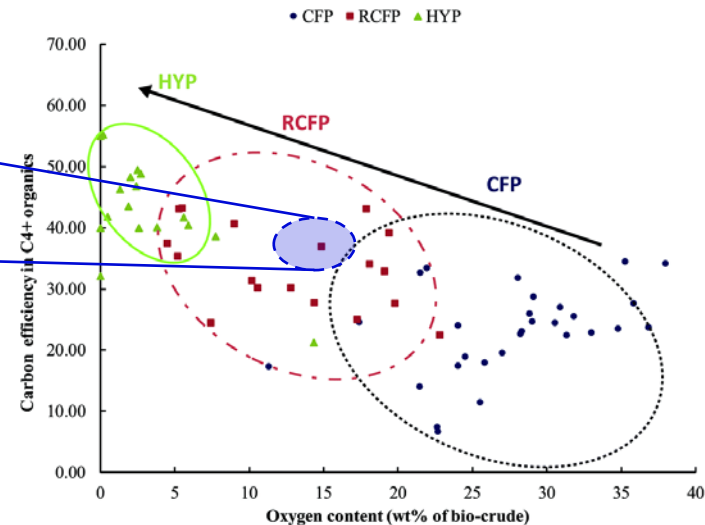 CFP RCFP HYP
70.00
60.00
50.00
40.00
30.00
20.00
10.00
0.00
Carbon efficiency in C4+ organics
HYP
RCFP
CFP
0 5 10 15 20 25 30 35 40
Oxygen content (wt% of bio-crude)